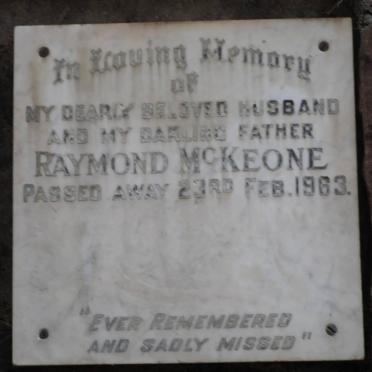 In Loving Memory
OF
MY DEARLY BELOVED HUSBAND
AND MY DARLING FATHER
RAYMOND McKEONE
PASSED AWAY 23RD FEB. 1963.
"EVER REMEMBERED
AND SADLY MISSED"